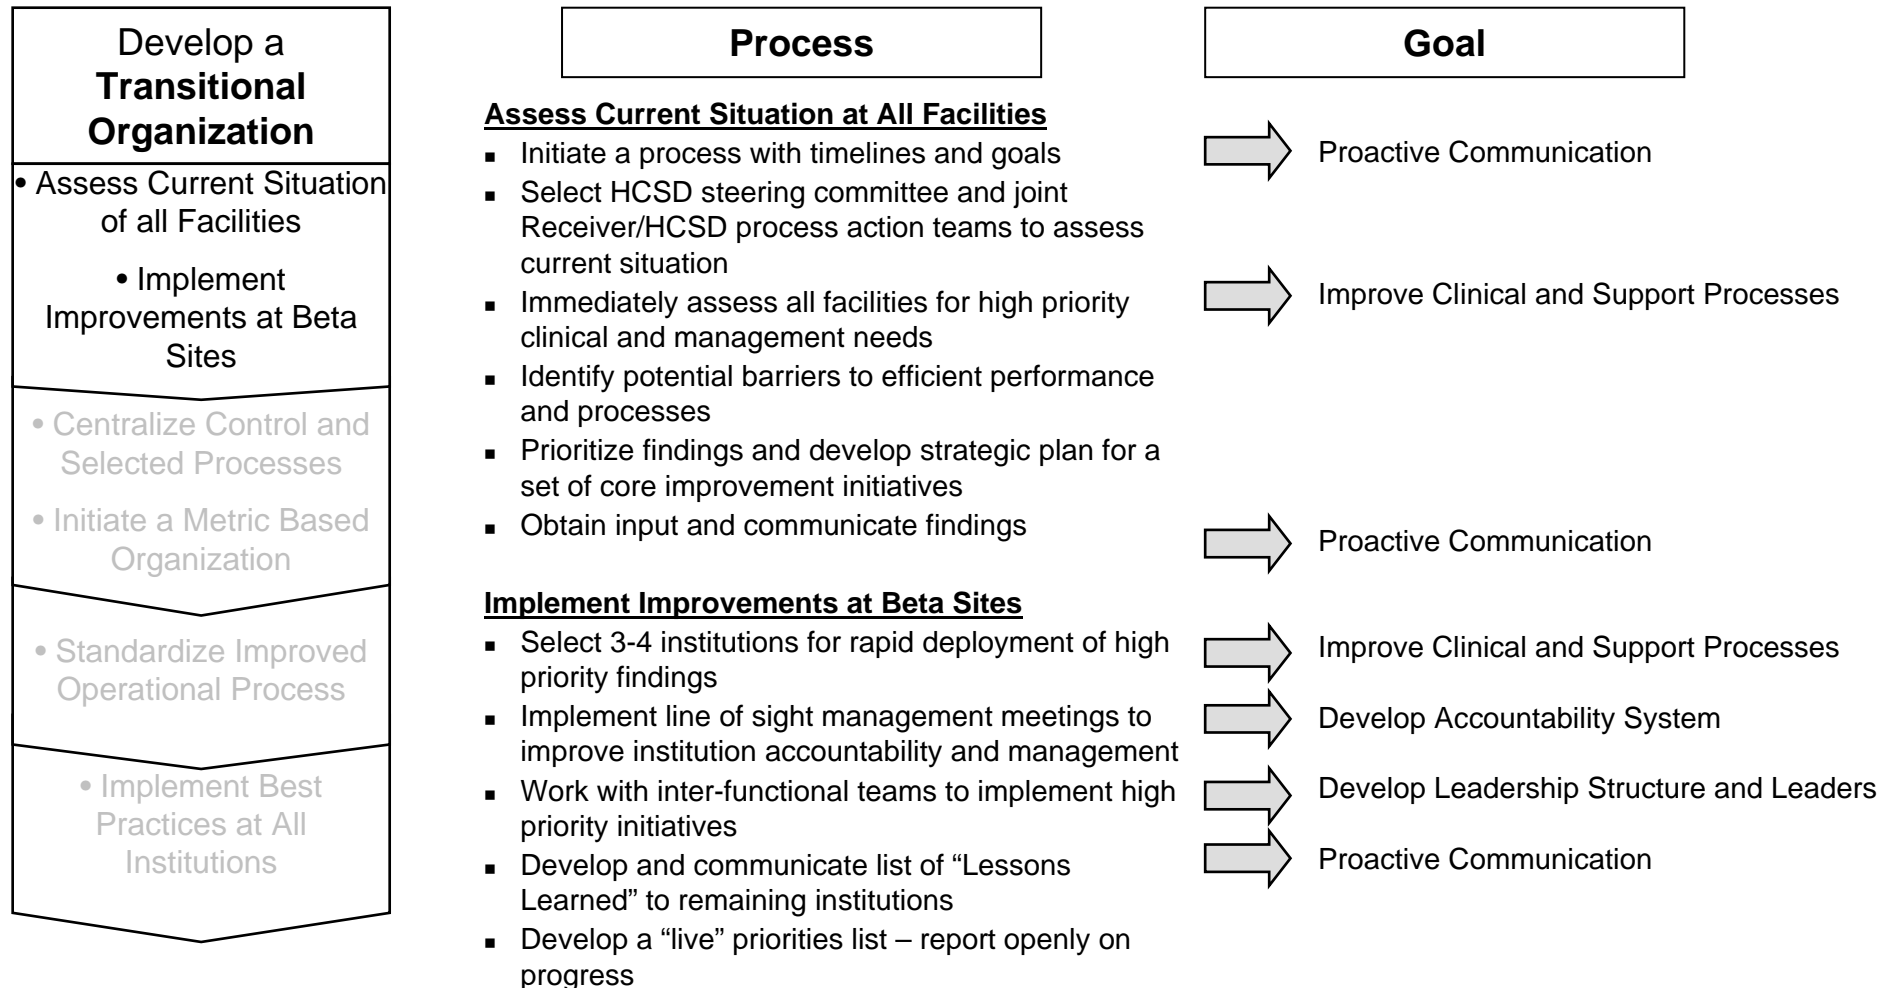 Develop a
Transitional
Organization
• Assess Current Situation
of all Facilities
• Implement
Improvements at Beta
Sites
• Centralize Control and
Selected Processes
• Initiate a Metric Based
Organization
• Standardize Improved
Operational Process
• Implement Best
Practices at All
Institutions
Process
Assess Current Situation at All Facilities
▪ Initiate a process with timelines and goals
▪ Select HCSD steering committee and joint
Receiver/HCSD process action teams to assess
current situation
▪ Immediately assess all facilities for high priority
clinical and management needs
▪ Identify potential barriers to efficient performance
and processes
▪ Prioritize findings and develop strategic plan for a
set of core improvement initiatives
▪ Obtain input and communicate findings
Implement Improvements at Beta Sites
▪ Select 3-4 institutions for rapid deployment of high
priority findings
▪ Implement line of sight management meetings to
improve institution accountability and management
▪ Work with inter-functional teams to implement high
priority initiatives
▪ Develop and communicate list of “Lessons
Learned” to remaining institutions
▪ Develop a “live” priorities list – report openly on
progress
Goal
Proactive Communication
Improve Clinical and Support Processes
Proactive Communication
Improve Clinical and Support Processes
Develop Accountability System
Develop Leadership Structure and Leaders
Proactive Communication